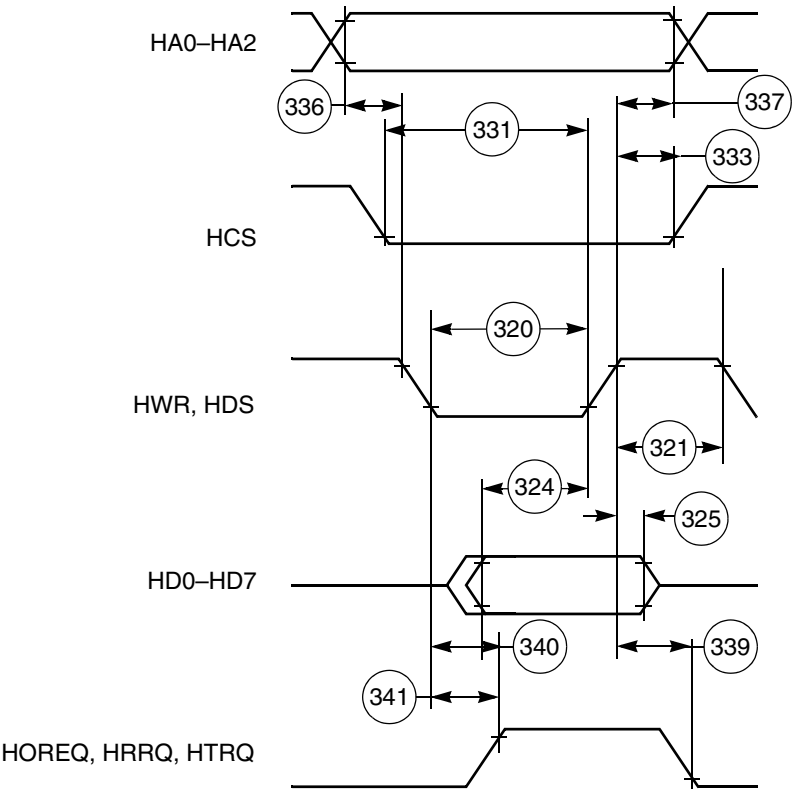 HA0–HA2
336
337
331
333
HCS
320
HWR, HDS
321
324
325
HD0–HD7
340
339
341
HOREQ, HRRQ, HTRQ